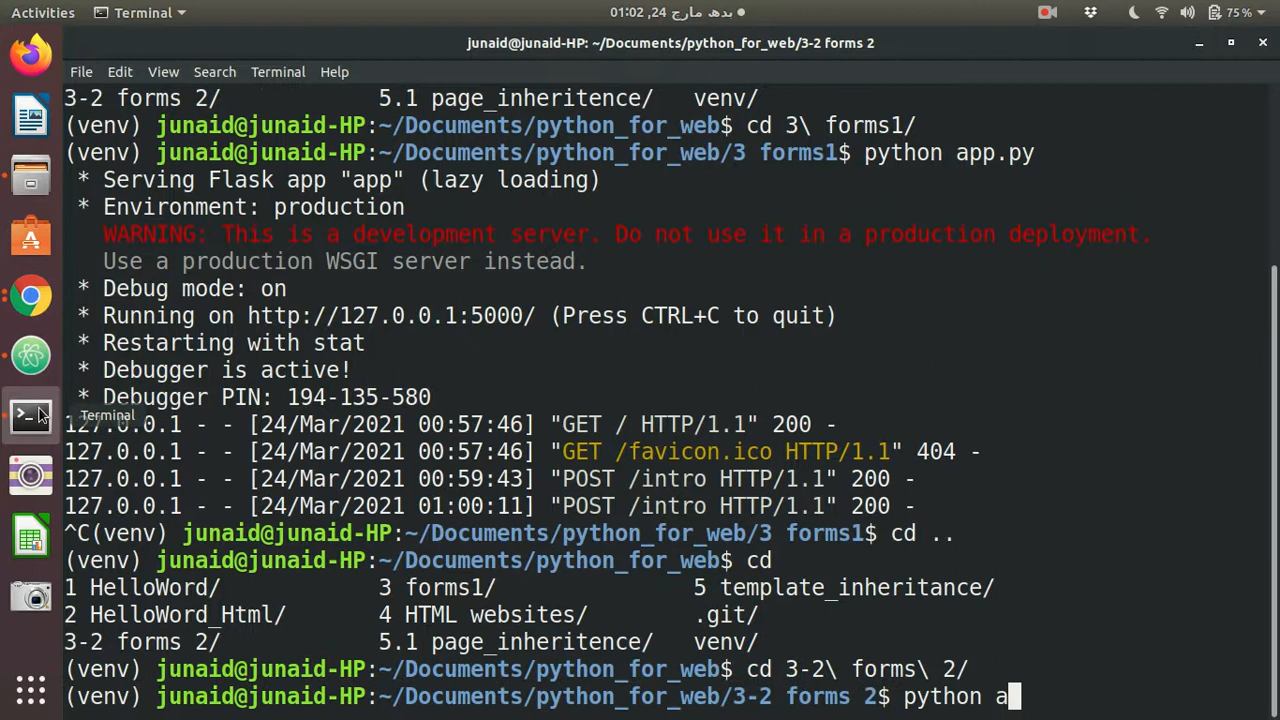 Activities Terminal بدھ مارچ 24, 01:02 75 %
junaid@junaid-HP: ~/Documents/python_for_web/3-2 forms 2
File Edit View Search Terminal Help
3-2 forms 2/ 5.1 page_inheritence/ venv/
(venv) junaid@junaid-HP:~/Documents/python_for_web$ cd 3\ forms1/
(venv) junaid@junaid-HP:~/Documents/python_for_web/3 forms1$ python app.py
* Serving Flask app "app" (lazy loading)
* Environment: production
WARNING: This is a development server. Do not use it in a production deployment.
Use a production WSGI server instead.
* Debug mode: on
* Running on http://127.0.0.1:5000/ (Press CTRL+C to quit)
* Restarting with stat
* Debugger is active!
* Debugger PIN: 194-135-580
Terminal
127.0.0.1 - - [24/Mar/2021 00:57:46] "GET / HTTP/1.1" 200 -
127.0.0.1 - - [24/Mar/2021 00:57:46] "GET /favicon.ico HTTP/1.1" 404 -
127.0.0.1 - - [24/Mar/2021 00:59:43] "POST /intro HTTP/1.1" 200 -
127.0.0.1 - - [24/Mar/2021 01:00:11] "POST /intro HTTP/1.1" 200 -
^C(venv) junaid@junaid-HP:~/Documents/python_for_web/3 forms1$ cd ..
(venv) junaid@junaid-HP:~/Documents/python_for_web$ cd
1 HelloWord/ 3 forms1/ 5 template_inheritance/
2 HelloWord_Html/ 4 HTML websites/ .git/
3-2 forms 2/ 5.1 page_inheritence/ venv/
(venv) junaid@junaid-HP:~/Documents/python_for_web$ cd 3-2\ forms\ 2/
(venv) junaid@junaid-HP:~/Documents/python_for_web/3-2 forms 2$ python a